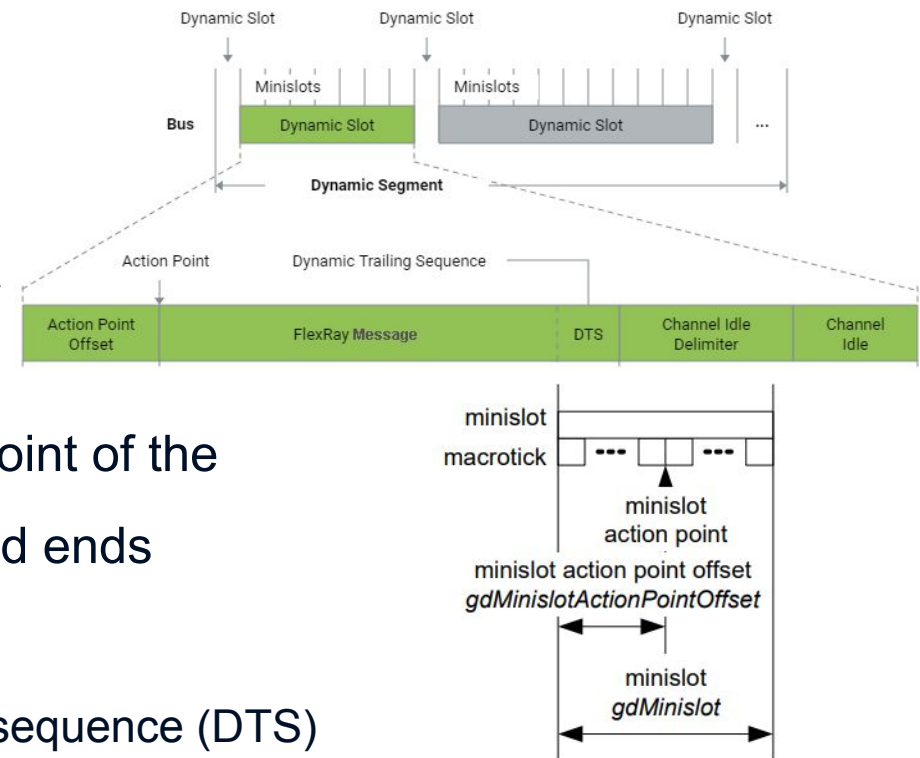 Dynamic Slot Dynamic Slot Dynamic Slot
Minislots Minislots
Bus Dynamic Slot Dynamic Slot ...
Dynamic Segment
Action Point Dynamic Trailing Sequence
Action Point Offset FlexRay Message DTS Channel Idle Delimiter Channel Idle
oint of the
d ends
sequence (DTS)
minislot
macrotick
minislot
action point
minislot action point offset
gdMinislotActionPointOffset
minislot
gdMinislot